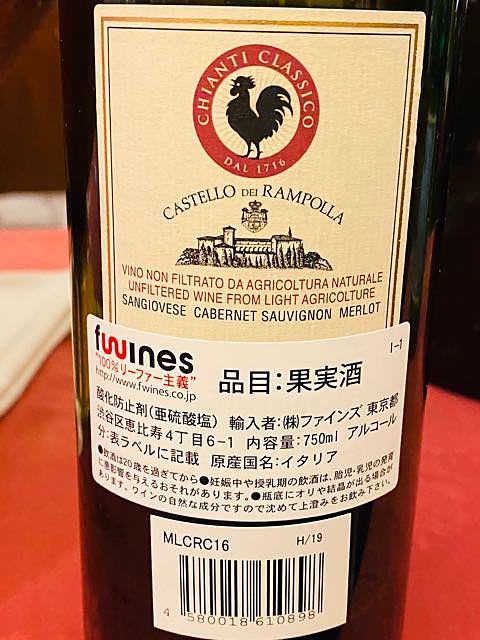 CHIANTI CLASSICO
DAL 1716
CASTELLO DEI RAMPOLLA
VINO NON FILTRATO DA AGRICOLTURA NATURALE
UNFILTERED WINE FROM LIGHT AGRICOLTURE
SANGIOVESE CABERNET SAUVIGNON MERLOT
I-1
fwines
"100%リーファー主義"
http://www.fwines.co.jp
品目:果実酒
酸化防止剤(亜硫酸塩) 輸入者:(株)ファインズ 東京都
渋谷区恵比寿4丁目6-1 内容量:750ml アルコール
分:表ラベルに記載 原産国名:イタリア
●飲酒は20歳を過ぎてから●妊娠中や授乳期の飲酒は、胎児・乳児の発育
に悪影響を与えるおそれがあります。●瓶底にオリや結晶が出る場合が
あります。ワインの自然な成分ですので沈めて上澄みをお飲み下さい。
MLCRC16 H/19
4 580018 610898